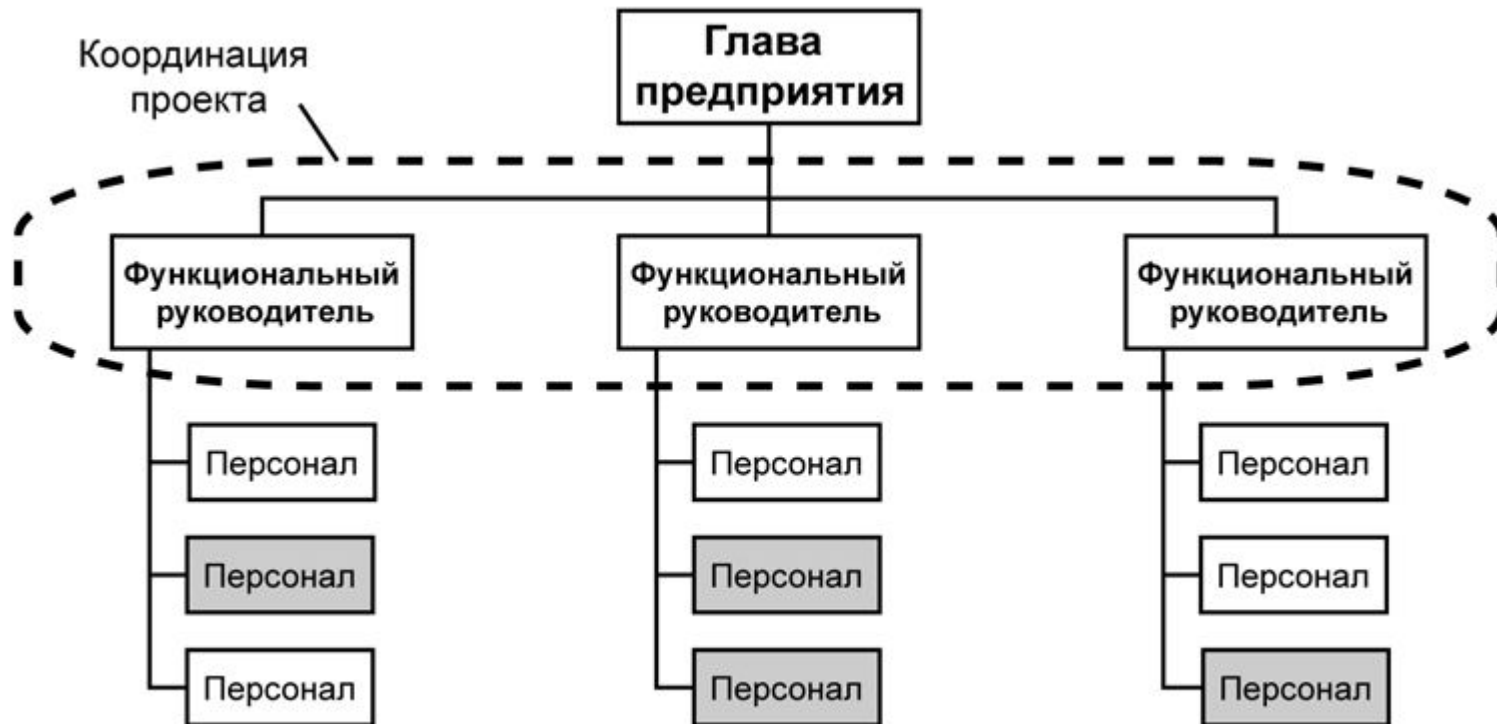 Координация
проекта
Глава
предприятия
Функциональный
руководитель
Функциональный
руководитель
Функциональный
руководитель
Персонал
Персонал
Персонал
Персонал
Персонал
Персонал
Персонал
Персонал
Персонал